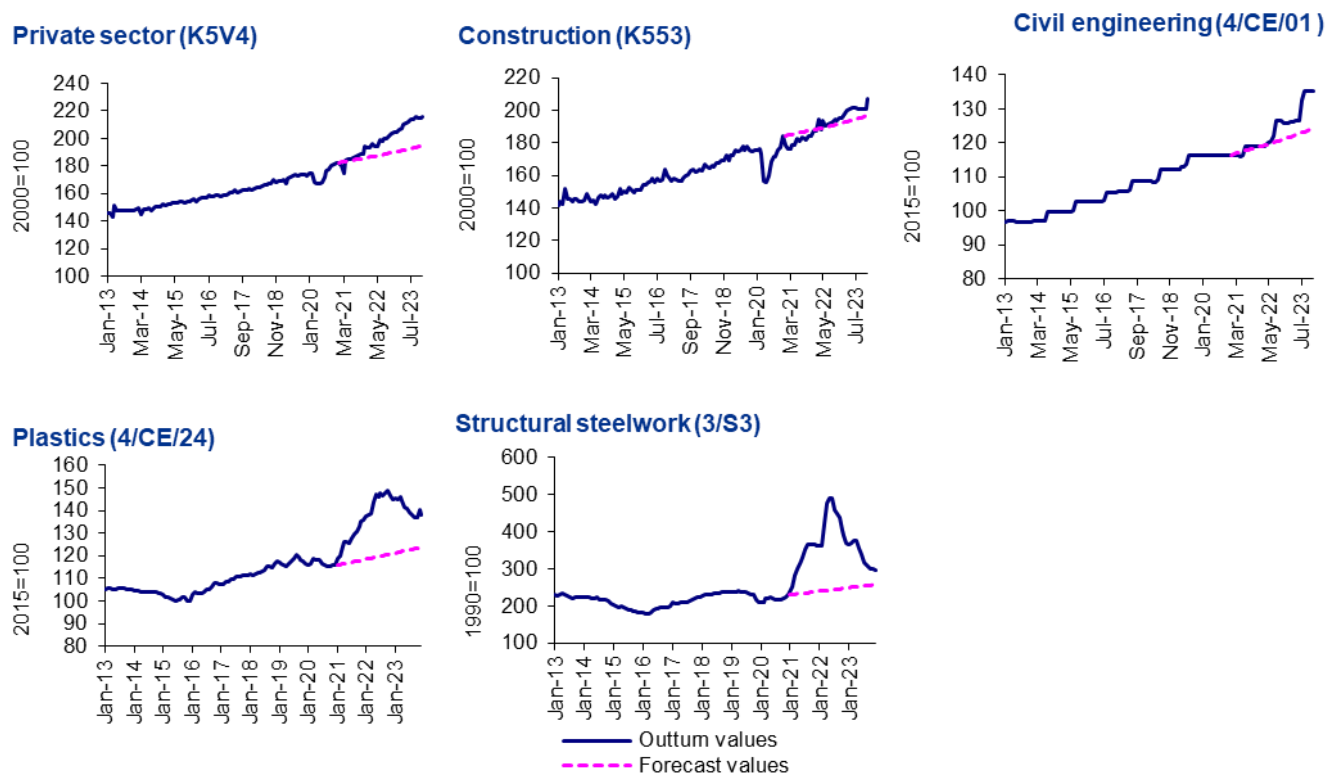 Private sector (K5V4)
2000=100
240
220
200
180
160
140
120
100
Jan-13
Mar-14
May-15
Jul-16
Sep-17
Nov-18
Jan-20
Mar-21
May-22
Jul-23
Construction (K553)
2000=100
220
200
180
160
140
120
100
Jan-13
Mar-14
May-15
Jul-16
Sep-17
Nov-18
Jan-20
Mar-21
May-22
Jul-23
Civil engineering (4/CE/01)
2015=100
140
130
120
110
100
90
80
Jan-13
Mar-14
May-15
Jul-16
Sep-17
Nov-18
Jan-20
Mar-21
May-22
Jul-23
Plastics (4/CE/24)
2015=100
160
150
140
130
120
110
100
90
80
Jan-13
Jan-14
Jan-15
Jan-16
Jan-17
Jan-18
Jan-19
Jan-20
Jan-21
Jan-22
Jan-23
Structural steelwork (3/S3)
1990=100
600
500
400
300
200
100
Jan-13
Jan-14
Jan-15
Jan-16
Jan-17
Jan-18
Jan-19
Jan-20
Jan-21
Jan-22
Jan-23
Outturn values
Forecast values